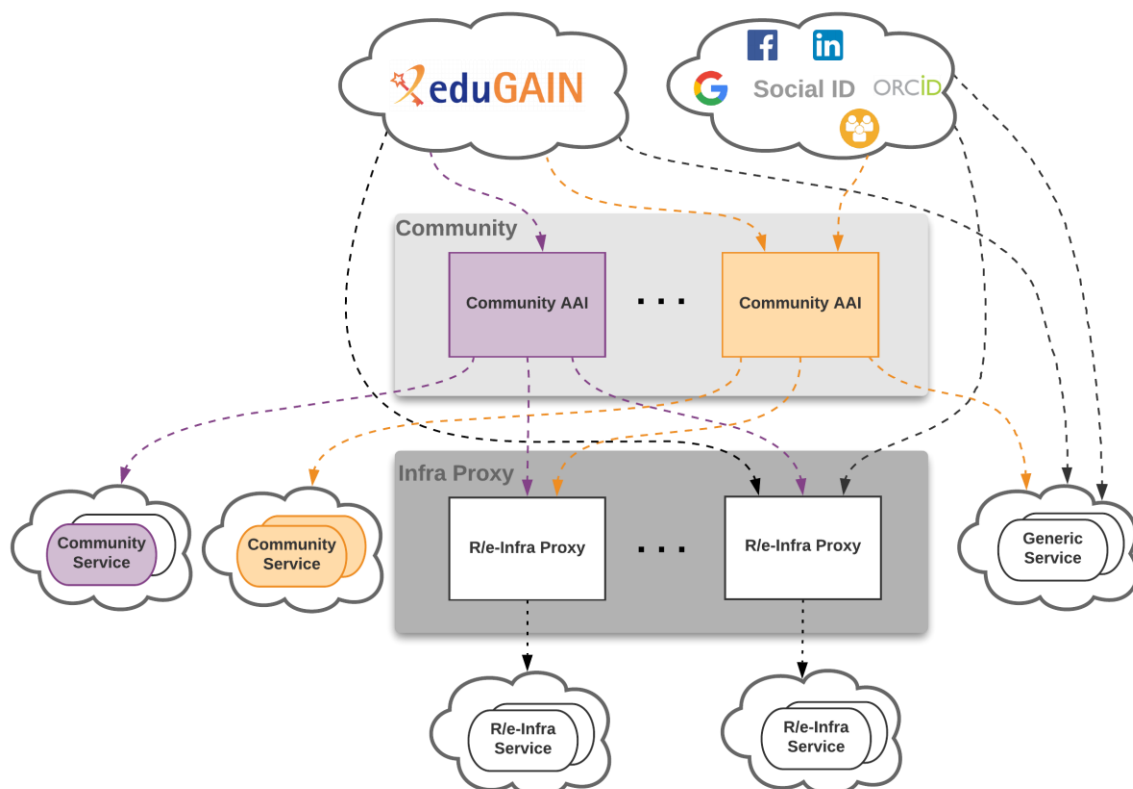 f
in
eduGAIN
G
Social ID
ORCiD
Community
Community AAI
. . .
Community AAI
Infra Proxy
R/e-Infra Proxy
. . .
R/e-Infra Proxy
Community
Service
Community
Service
Generic
Service
R/e-Infra
Service
R/e-Infra
Service